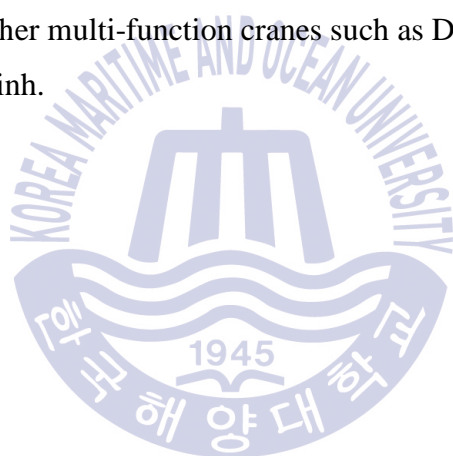 her multi-function cranes such as D
inh.
KOREA MARITIME AND OCEAN UNIVERSITY
1945
한국해양대학교